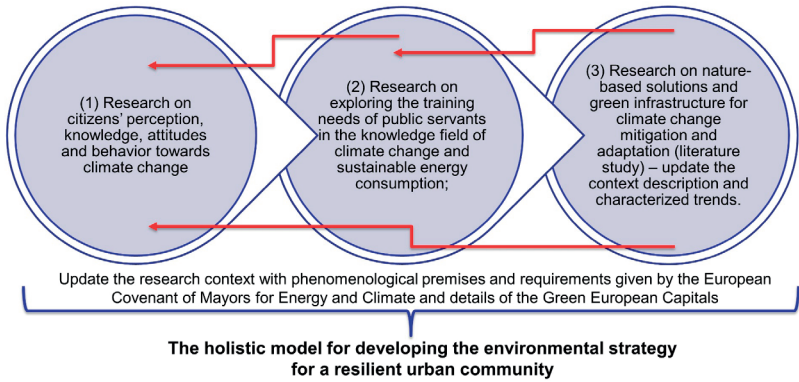 (1) Research on
citizens’ perception,
knowledge, attitudes
and behavior towards
climate change
(2) Research on
exploring the training
needs of public servants
in the knowledge field of
climate change and
sustainable energy
consumption;
(3) Research on nature-
based solutions and
green infrastructure for
climate change
mitigation and
adaptation (literature
study) – update the
context description and
characterized trends.
Update the research context with phenomenological premises and requirements given by the European
Covenant of Mayors for Energy and Climate and details of the Green European Capitals
The holistic model for developing the environmental strategy
for a resilient urban community